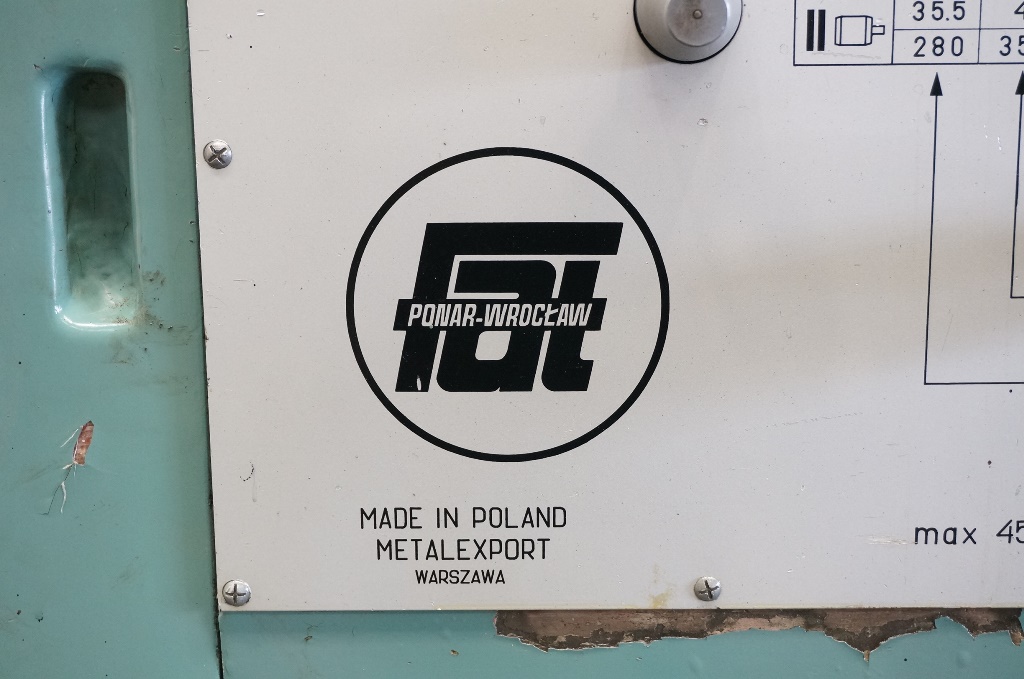 35.5
280
fat
PONAR-WROCŁAW
MADE IN POLAND
METALEXPORT
WARSZAWA
max